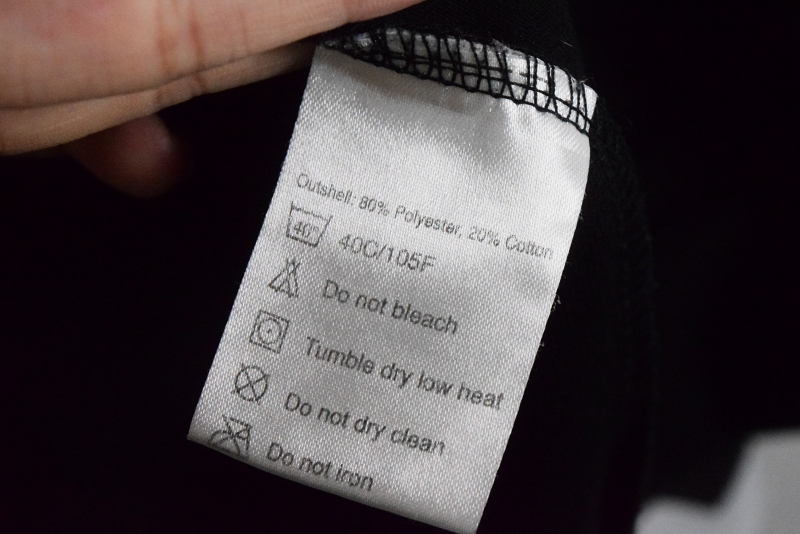 Outshell: 80% Polyester, 20% Cotton
40° 40C/105F
Do not bleach
Tumble dry low heat
Do not dry clean
Do not iron